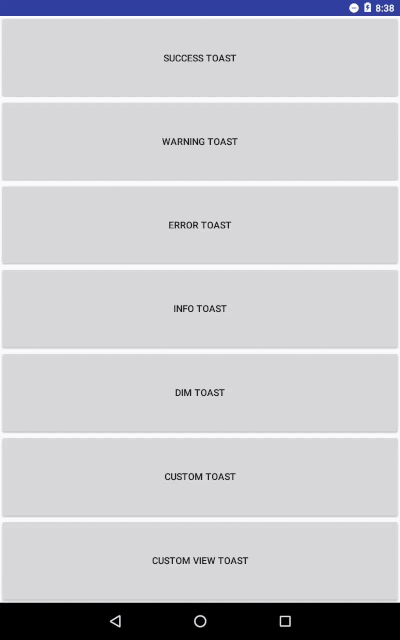 8:38
SUCCESS TOAST
WARNING TOAST
ERROR TOAST
INFO TOAST
DIM TOAST
CUSTOM TOAST
CUSTOM VIEW TOAST